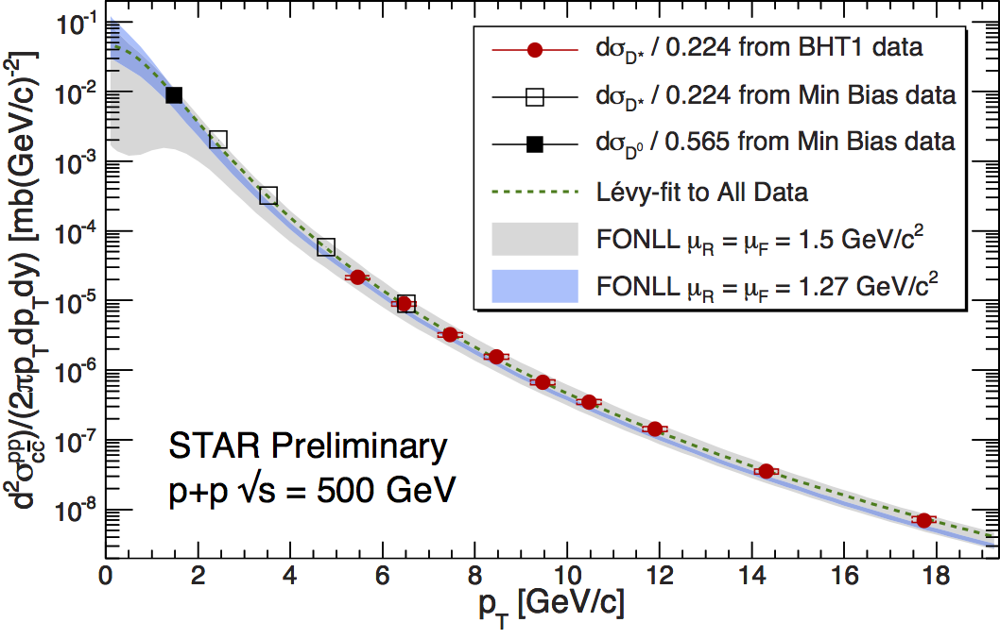 d²σ^pp_cc̄)/(2πp_T dp_T dy) [mb(GeV/c)⁻²]
10⁻¹
10⁻²
10⁻³
10⁻⁴
10⁻⁵
10⁻⁶
10⁻⁷
10⁻⁸
dσ_D* / 0.224 from BHT1 data
dσ_D* / 0.224 from Min Bias data
dσ_D⁰ / 0.565 from Min Bias data
Lévy-fit to All Data
FONLL μ_R = μ_F = 1.5 GeV/c²
FONLL μ_R = μ_F = 1.27 GeV/c²
STAR Preliminary
p+p √s = 500 GeV
0 2 4 6 8 10 12 14 16 18
p_T [GeV/c]